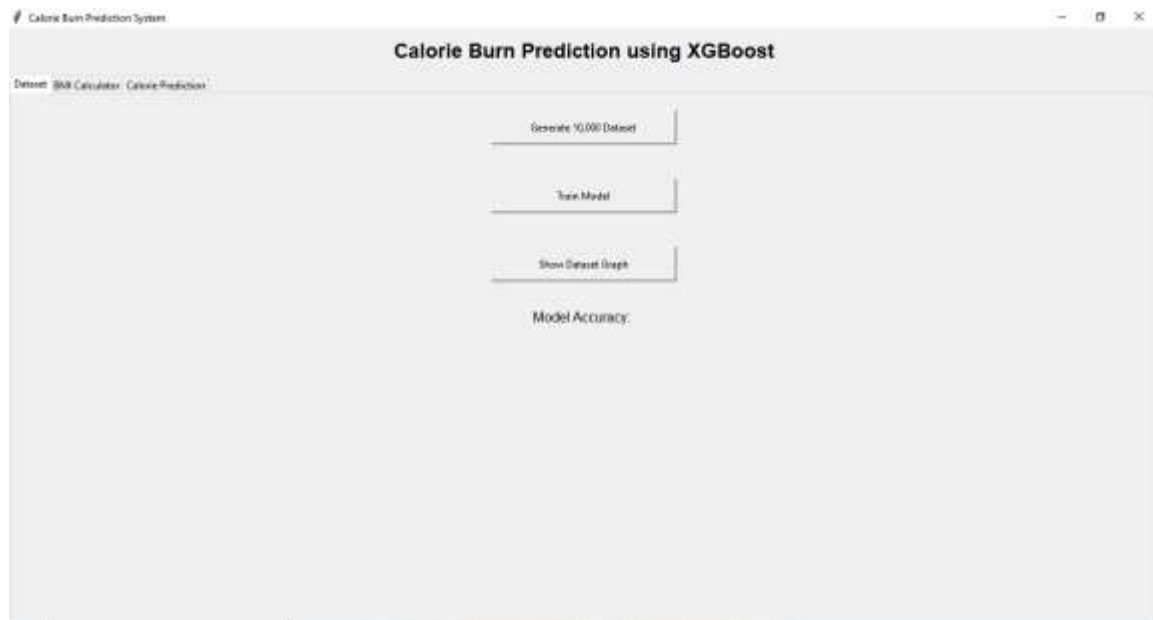 Calorie Burn Prediction System
Calorie Burn Prediction using XGBoost
Dataset BMI Calculator Calorie Prediction
Generate 10,000 Dataset
Train Model
Show Dataset Graph
Model Accuracy: